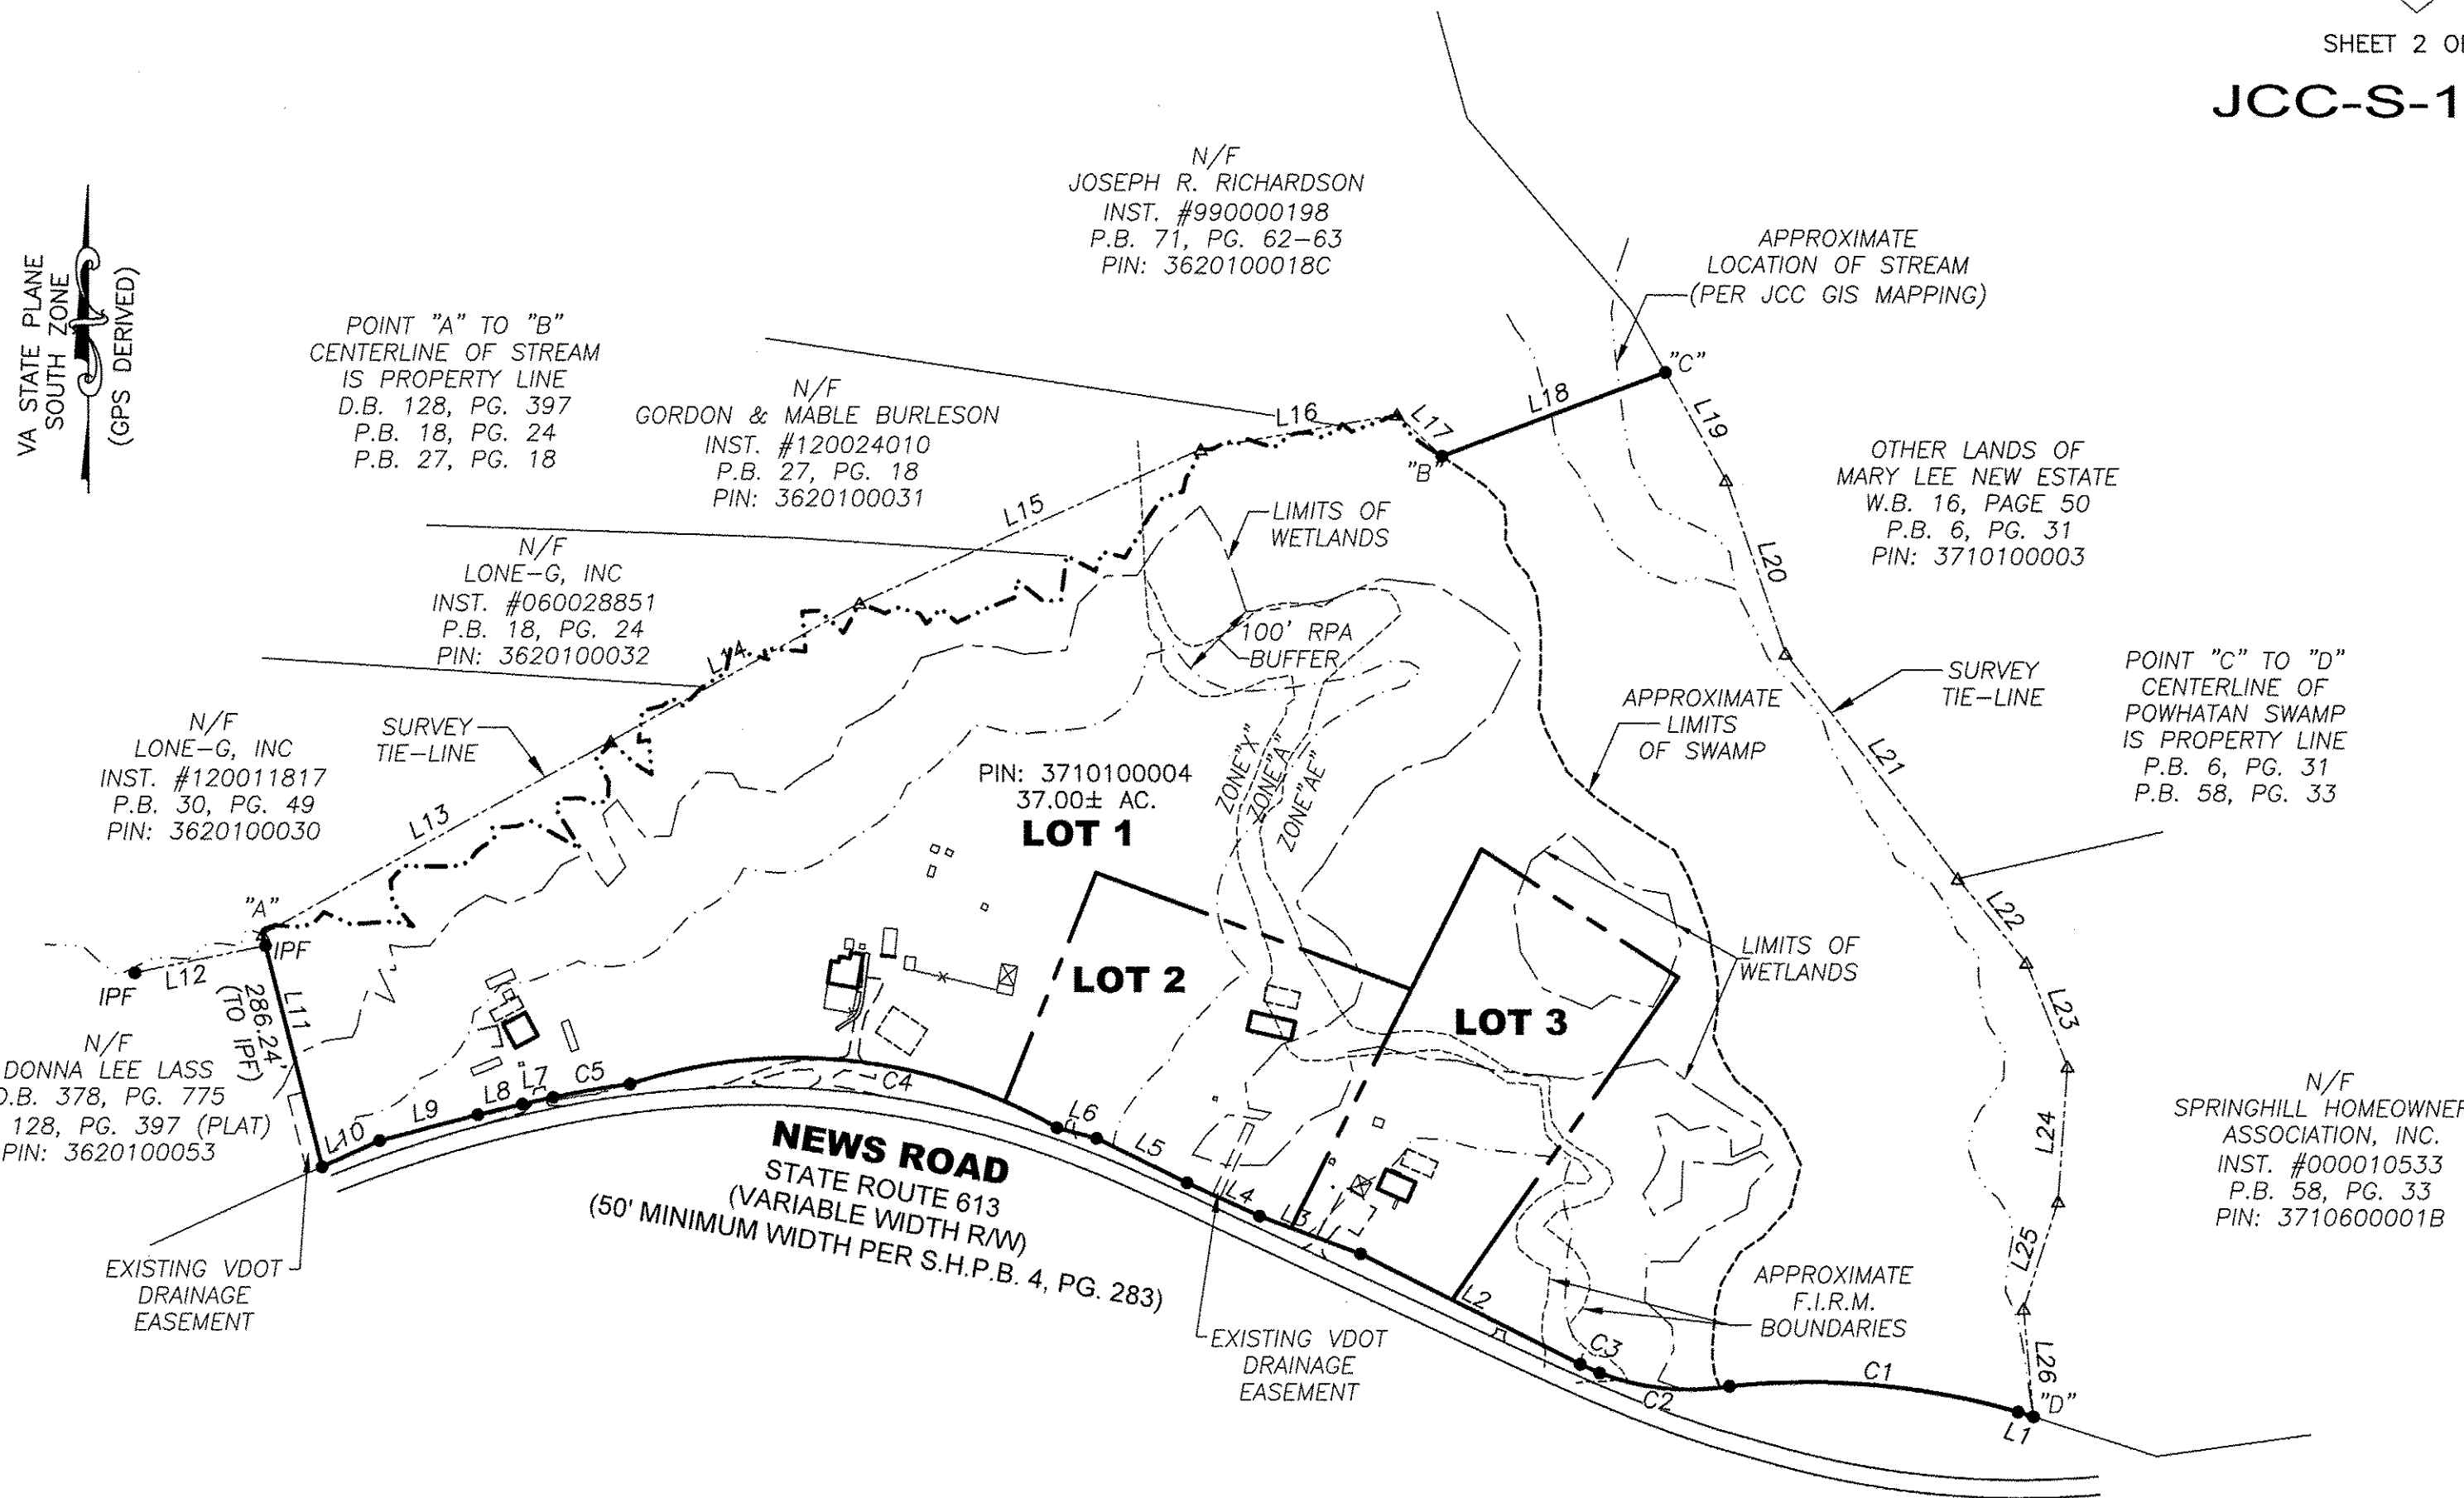 SHEET 2 O
JCC-S-1
VA STATE PLANE
SOUTH ZONE
(GPS DERIVED)
N/F
JOSEPH R. RICHARDSON
INST. #990000198
P.B. 71, PG. 62-63
PIN: 3620100018C
APPROXIMATE
LOCATION OF STREAM
(PER JCC GIS MAPPING)
POINT "A" TO "B"
CENTERLINE OF STREAM
IS PROPERTY LINE
D.B. 128, PG. 397
P.B. 18, PG. 24
P.B. 27, PG. 18
N/F
GORDON & MABLE BURLESON
INST. #120024010
P.B. 27, PG. 18
PIN: 3620100031
L16
L17
"B"
L18
"C"
L19
OTHER LANDS OF
MARY LEE NEW ESTATE
W.B. 16, PAGE 50
P.B. 6, PG. 31
PIN: 3710100003
L15
LIMITS OF
WETLANDS
L20
N/F
LONE-G, INC
INST. #060028851
P.B. 18, PG. 24
PIN: 3620100032
L14
100' RPA
BUFFER
SURVEY
TIE-LINE
POINT "C" TO "D"
CENTERLINE OF
POWHATAN SWAMP
IS PROPERTY LINE
P.B. 6, PG. 31
P.B. 58, PG. 33
APPROXIMATE
LIMITS
OF SWAMP
N/F
LONE-G, INC
INST. #120011817
P.B. 30, PG. 49
PIN: 3620100030
SURVEY
TIE-LINE
L13
PIN: 3710100004
37.00± AC.
LOT 1
ZONE"X"
ZONE"A"
ZONE"AE"
L21
L22
"A"
IPF
L12
IPF
L11
286.24'
(TO IPF)
LOT 2
LOT 3
LIMITS OF
WETLANDS
L23
L24
L25
L26
N/F
DONNA LEE LASS
D.B. 378, PG. 775
128, PG. 397 (PLAT)
PIN: 3620100053
L10
L9
L8
L7
C5
C4
L6
L5
L4
L3
L2
C3
C2
C1
L1
"D"
NEWS ROAD
STATE ROUTE 613
(VARIABLE WIDTH R/W)
(50' MINIMUM WIDTH PER S.H.P.B. 4, PG. 283)
N/F
SPRINGHILL HOMEOWNER
ASSOCIATION, INC.
INST. #000010533
P.B. 58, PG. 33
PIN: 3710600001B
EXISTING VDOT
DRAINAGE
EASEMENT
EXISTING VDOT
DRAINAGE
EASEMENT
APPROXIMATE
F.I.R.M.
BOUNDARIES